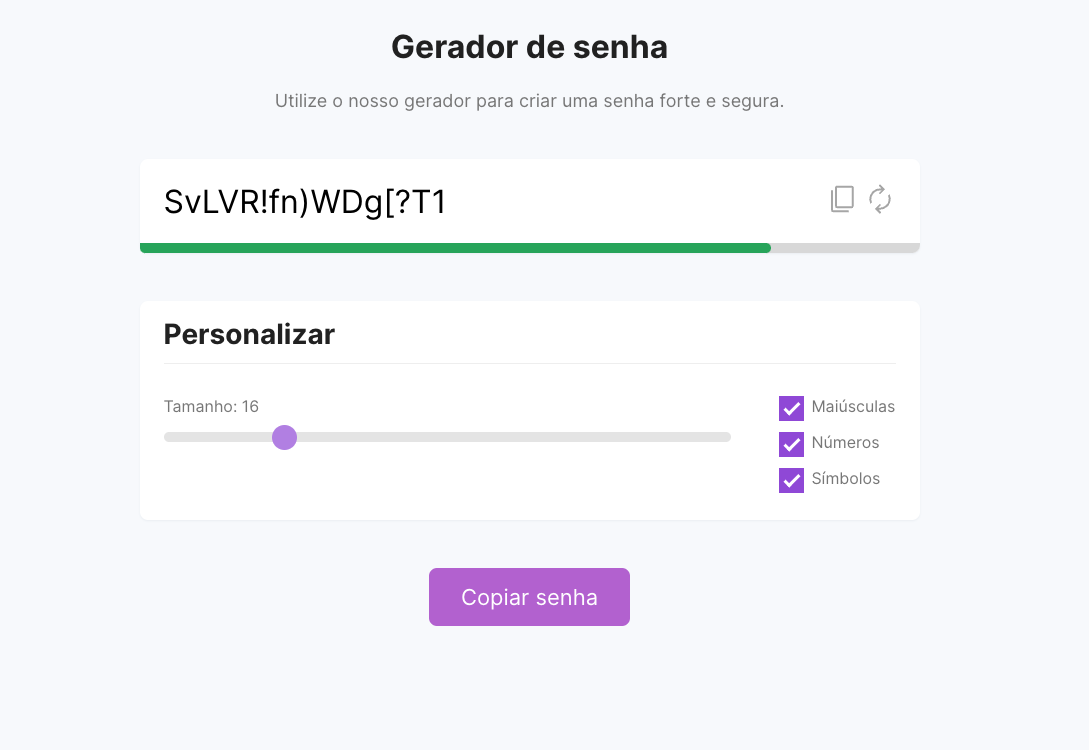 Gerador de senha
Utilize o nosso gerador para criar uma senha forte e segura.
SvLVR!fn)WDg[?T1
Personalizar
Tamanho: 16
Maiúsculas
Números
Símbolos
Copiar senha